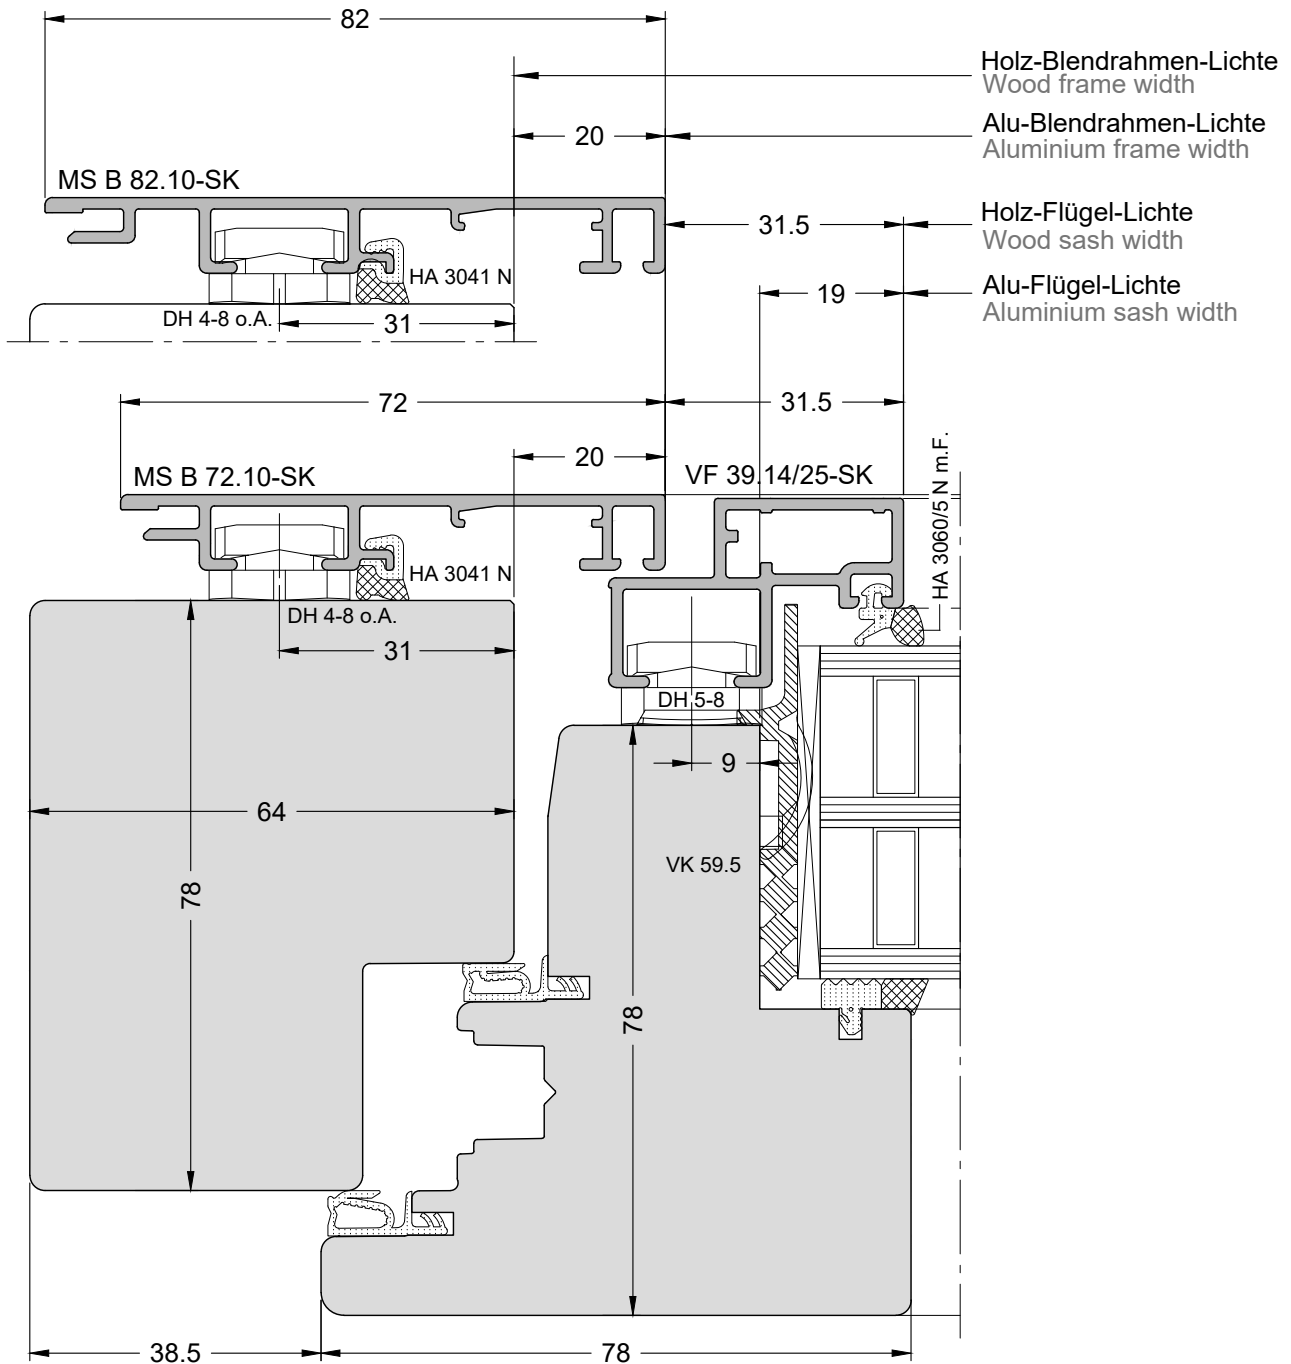 82
Holz-Blendrahmen-Lichte
Wood frame width
20
Alu-Blendrahmen-Lichte
Aluminium frame width
MS B 82.10-SK
31.5
Holz-Flügel-Lichte
Wood sash width
HA 3041 N
19
Alu-Flügel-Lichte
Aluminium sash width
DH 4-8 o.A.
31
72
31.5
20
MS B 72.10-SK
VF 39.14/25-SK
HA 3060/5 N m.F.
HA 3041 N
DH 4-8 o.A.
31
DH 5-8
9
64
VK 59.5
78
78
38.5
78